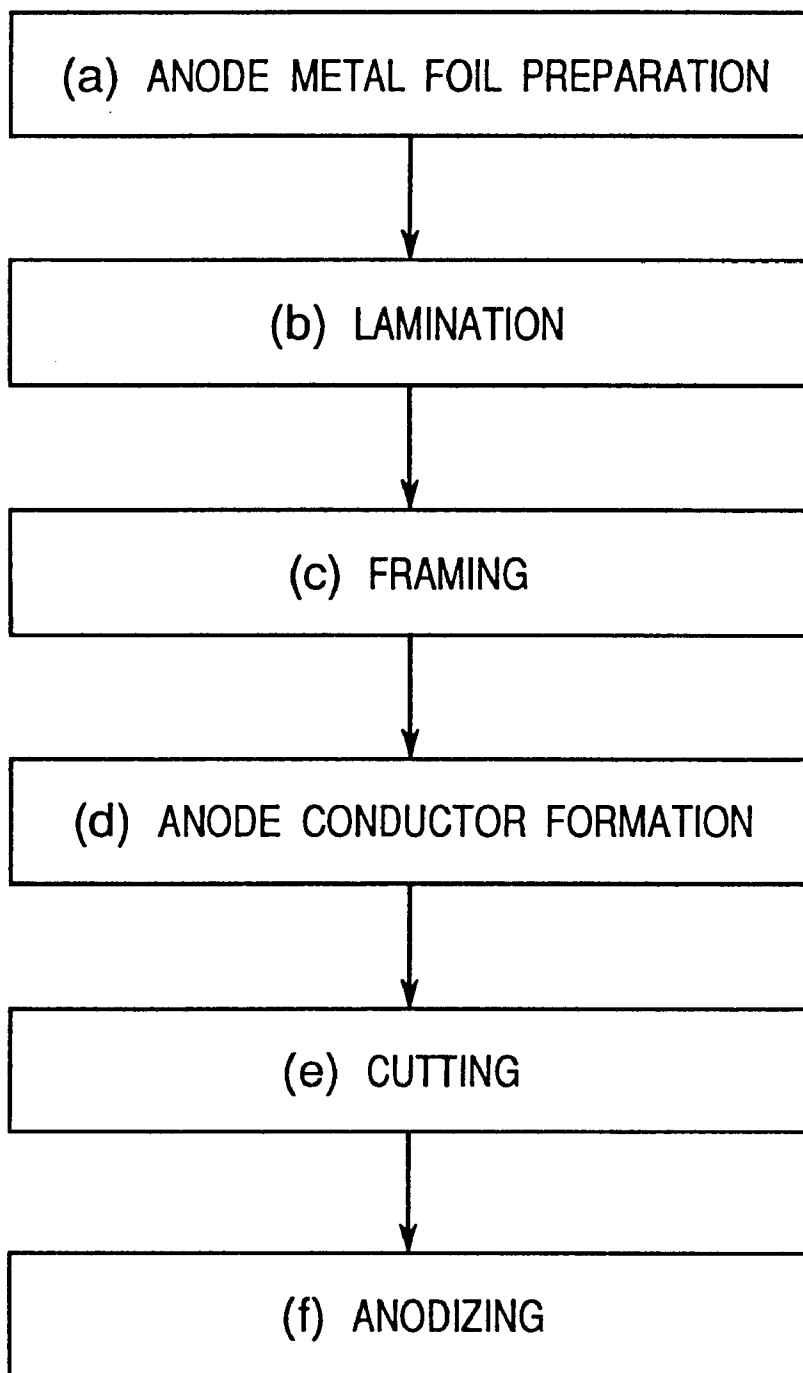 (a) ANODE METAL FOIL PREPARATION
(b) LAMINATION
(c) FRAMING
(d) ANODE CONDUCTOR FORMATION
(e) CUTTING
(f) ANODIZING